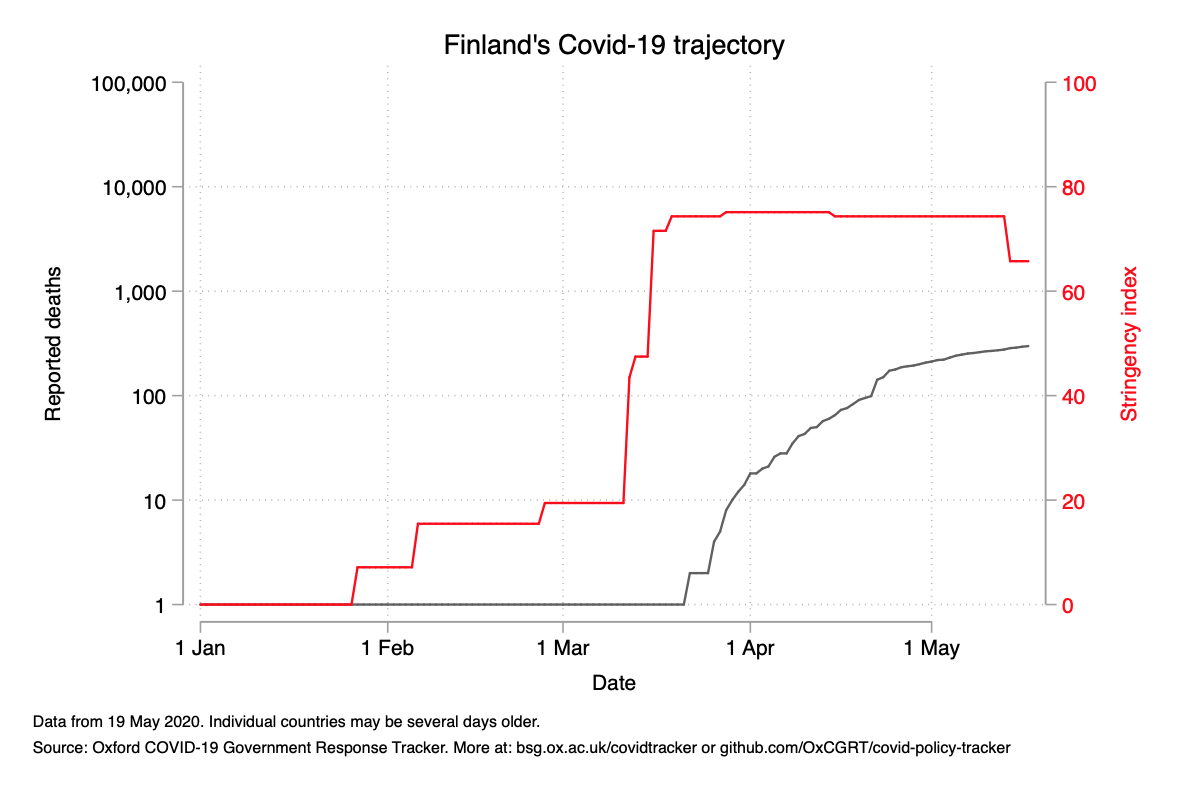 Finland's Covid-19 trajectory
100,000
10,000
1,000
100
10
1
Reported deaths
100
80
60
40
20
0
Stringency index
1 Jan
1 Feb
1 Mar
1 Apr
1 May
Date
Data from 19 May 2020. Individual countries may be several days older.
Source: Oxford COVID-19 Government Response Tracker. More at: bsg.ox.ac.uk/covidtracker or github.com/OxCGRT/covid-policy-tracker